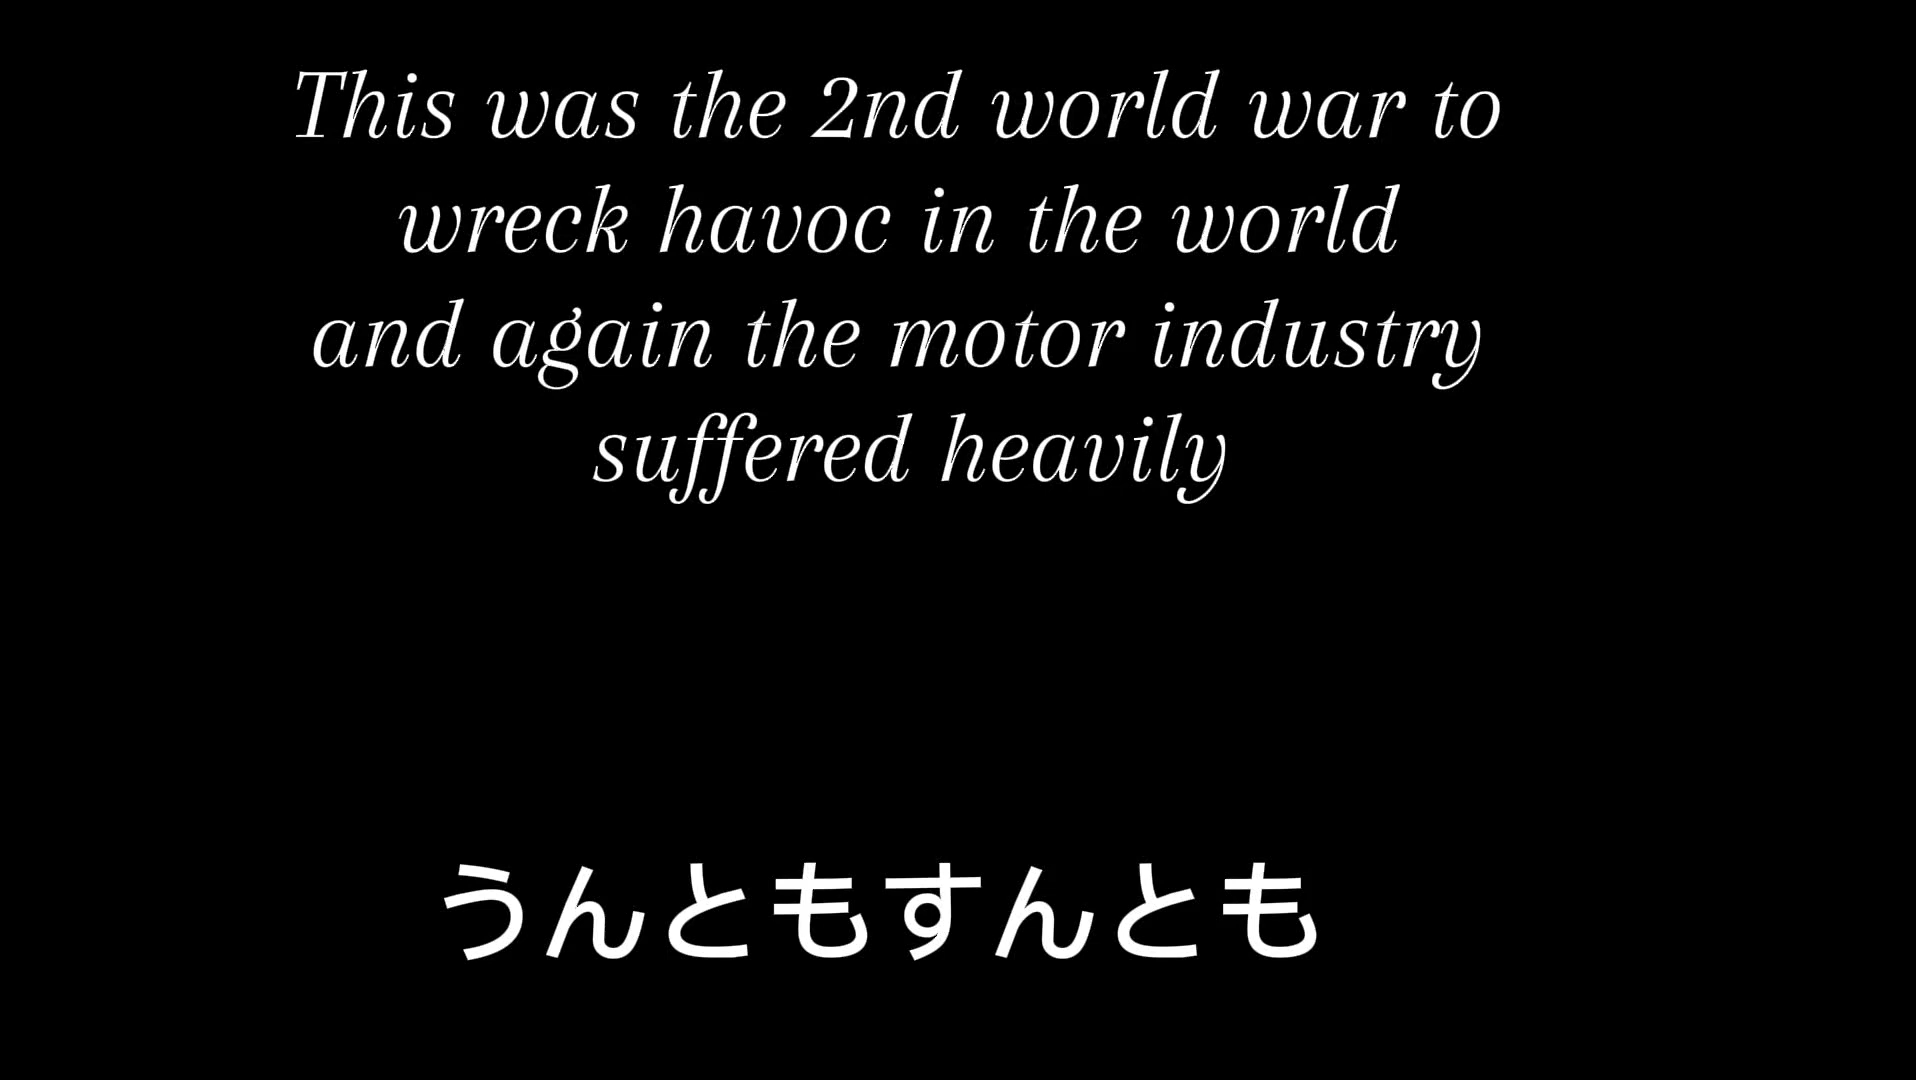 This was the 2nd world war to
wreck havoc in the world
and again the motor industry
suffered heavily
うんともすんとも